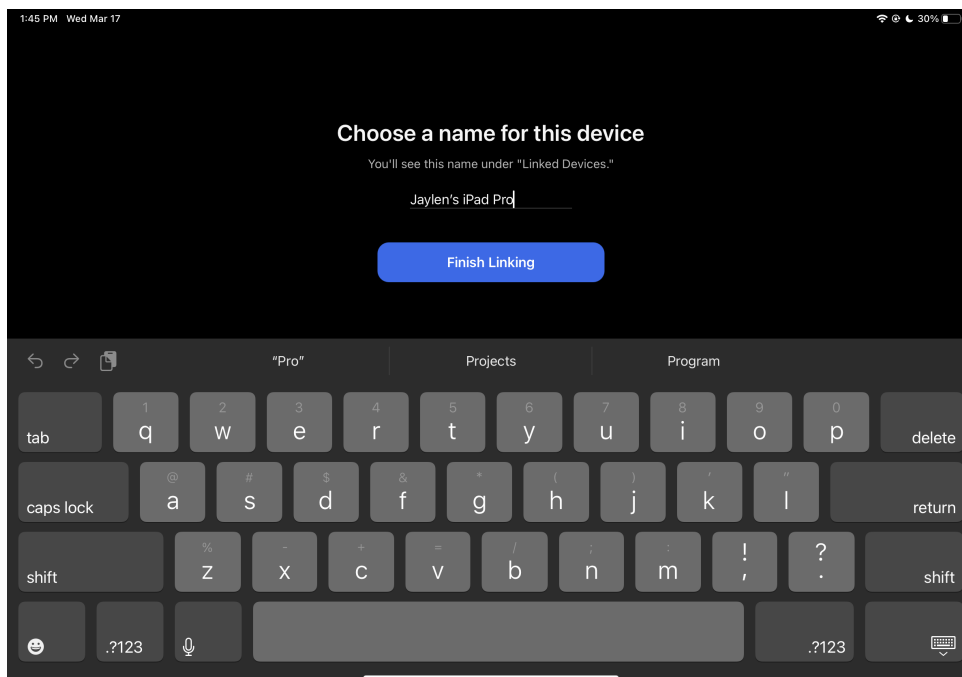 1:45 PM Wed Mar 17 30%
Choose a name for this device
You'll see this name under "Linked Devices."
Jaylen's iPad Pro
Finish Linking
"Pro" Projects Program
1 2 3 4 5 6 7 8 9 0
tab q w e r t y u i o p delete
@ # $ & * ( ) ' "
caps lock a s d f g h j k l return
% - + = / ; : ! ?
shift z x c v b n m , . shift
.?123 .?123